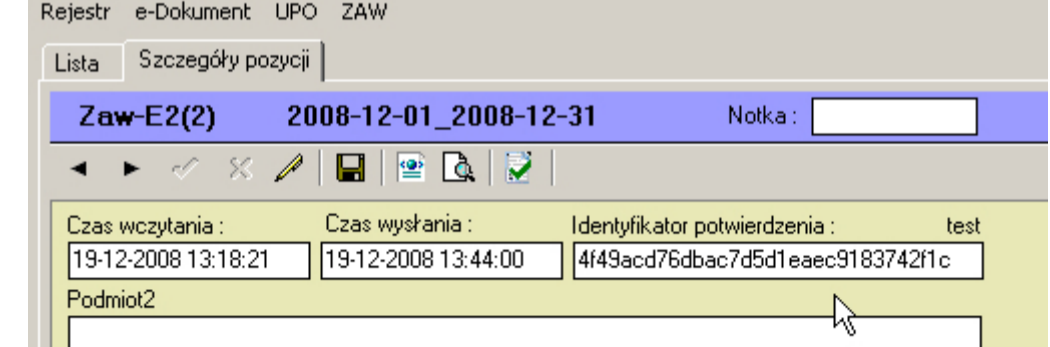 Rejestr e-Dokument UPO ZAW
Lista Szczegóły pozycji
Zaw-E2(2) 2008-12-01_2008-12-31 Notka :
Czas wczytania : Czas wysłania : Identyfikator potwierdzenia : test
19-12-2008 13:18:21 19-12-2008 13:44:00 4f49acd76dbac7d5d1eaec9183742f1c
Podmiot2